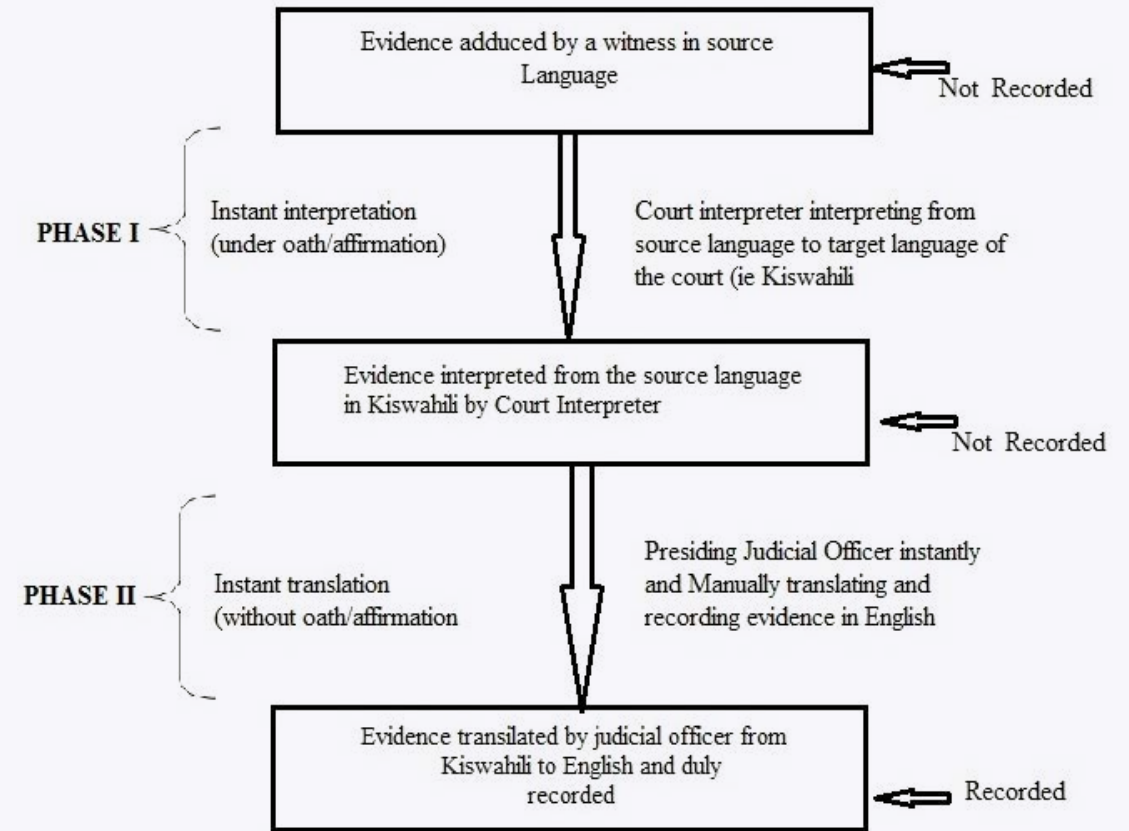 Evidence adduced by a witness in source
Language
Not Recorded
PHASE I
Instant interpretation
(under oath/affirmation)
Court interpreter interpreting from
source language to target language of
the court (ie Kiswahili
Evidence interpreted from the source language
in Kiswahili by Court Interpreter
Not Recorded
PHASE II
Instant translation
(without oath/affirmation
Presiding Judicial Officer instantly
and Manually translating and
recording evidence in English
Evidence transilated by judicial officer from
Kiswahili to English and duly
recorded
Recorded